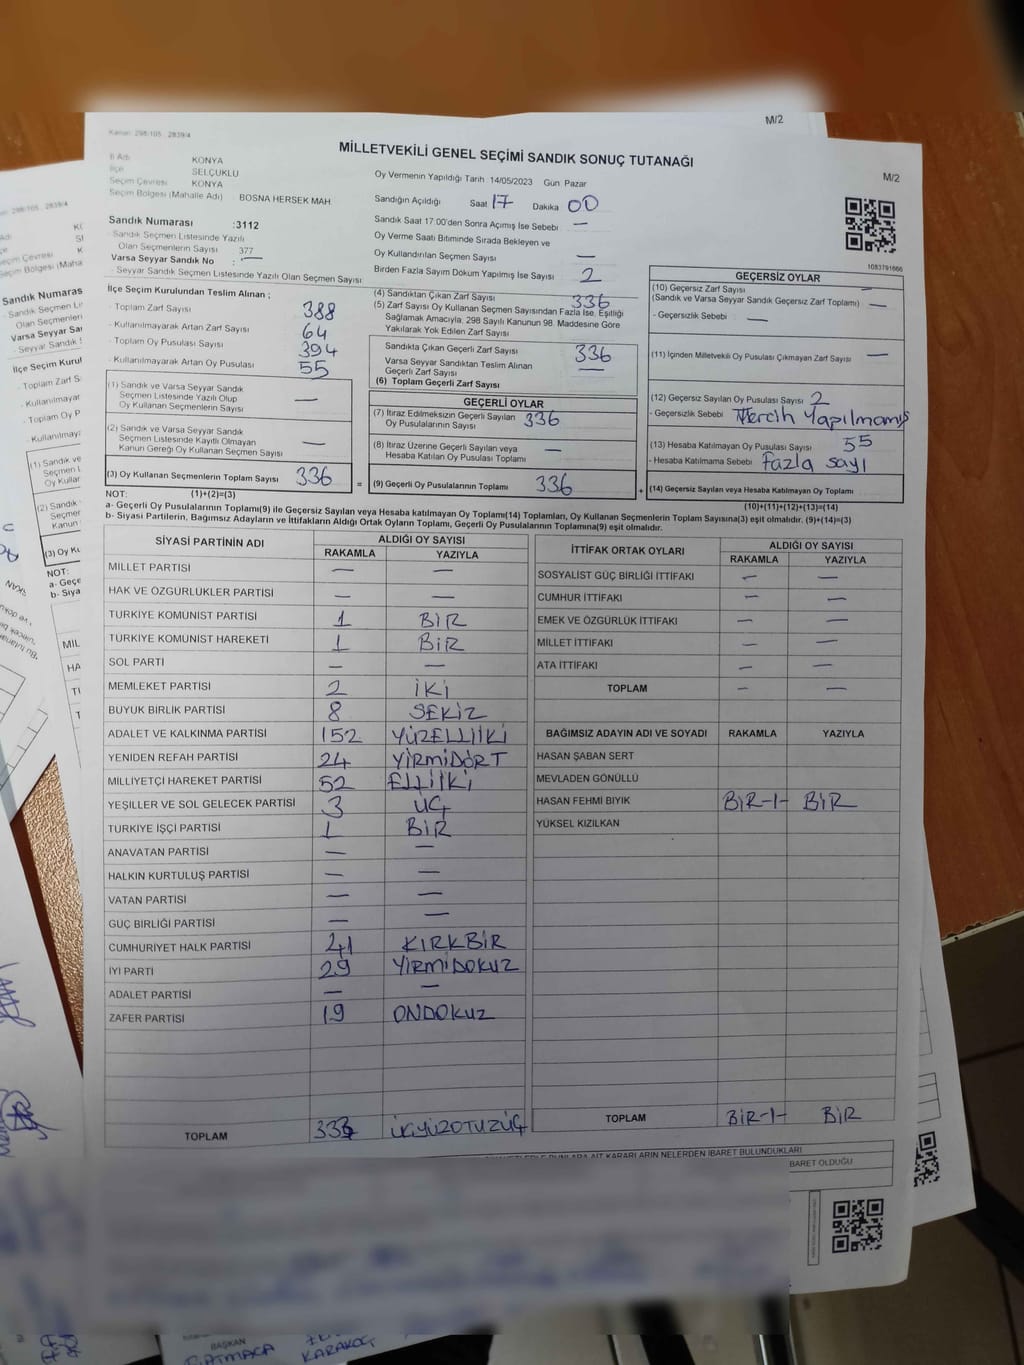 M/2
Kanun: 298/105 , 2839/4
MİLLETVEKİLİ GENEL SEÇİMİ SANDIK SONUÇ TUTANAĞI
M/2
İl Adı KONYA
İlçe SELÇUKLU
Seçim Çevresi KONYA
Seçim Bölgesi (Mahalle Adı) BOSNA HERSEK MAH.
Oy Vermenin Yapıldığı Tarih 14/05/2023 Gün Pazar
Sandığın Açıldığı Saat 17 Dakika 00
Sandık Saat 17.00'den Sonra Açımış İse Sebebi —
Oy Verme Saati Bitiminde Sırada Bekleyen ve
Oy Kullandırılan Seçmen Sayısı —
Birden Fazla Sayım Döküm Yapılmış İse Sayısı 2
1083791666
Sandık Numarası :3112
- Sandık Seçmen Listesinde Yazılı
Olan Seçmenlerin Sayısı 377
Varsa Seyyar Sandık No : —
- Seyyar Sandık Seçmen Listesinde Yazılı Olan Seçmen Sayısı
İlçe Seçim Kurulundan Teslim Alınan ;
- Toplam Zarf Sayısı 388
- Kullanılmayarak Artan Zarf Sayısı 64
- Toplam Oy Pusulası Sayısı 394
- Kullanılmayarak Artan Oy Pusulası 55
(1) Sandık ve Varsa Seyyar Sandık
Seçmen Listesinde Yazılı Olup
Oy Kullanan Seçmenlerin Sayısı —
(2) Sandık ve Varsa Seyyar Sandık
Seçmen Listesinde Kayıtlı Olmayan
Kanun Gereği Oy Kullanan Seçmen Sayısı —
(3) Oy Kullanan Seçmenlerin Toplam Sayısı 336
(4) Sandıktan Çıkan Zarf Sayısı 336
(5) Zarf Sayısı Oy Kullanan Seçmen Sayısından Fazla İse, Eşitliği
Sağlamak Amacıyla, 298 Sayılı Kanunun 98. Maddesine Göre
Yakılarak Yok Edilen Zarf Sayısı
Sandıkta Çıkan Geçerli Zarf Sayısı 336
Varsa Seyyar Sandıktan Teslim Alınan
Geçerli Zarf Sayısı —
(6) Toplam Geçerli Zarf Sayısı
GEÇERLİ OYLAR
(7) İtiraz Edilmeksizin Geçerli Sayılan
Oy Pusulalarının Sayısı 336
(8) İtiraz Üzerine Geçerli Sayılan veya
Hesaba Katılan Oy Pusulası Toplamı —
= (9) Geçerli Oy Pusulalarının Toplamı 336
GEÇERSİZ OYLAR
(10) Geçersiz Zarf Sayısı
(Sandık ve Varsa Seyyar Sandık Geçersiz Zarf Toplamı) —
- Geçersizlik Sebebi —
(11) İçinden Milletvekili Oy Pusulası Çıkmayan Zarf Sayısı —
(12) Geçersiz Sayılan Oy Pusulası Sayısı 2
- Geçersizlik Sebebi Tercih Yapılmamış
(13) Hesaba Katılmayan Oy Pusulası Sayısı 55
- Hesaba Katılmama Sebebi Fazla sayı
+ (14) Geçersiz Sayılan veya Hesaba Katılmayan Oy Toplamı
NOT: (1)+(2)=(3) (10)+(11)+(12)+(13)=(14)
a- Geçerli Oy Pusulalarının Toplamı(9) ile Geçersiz Sayılan veya Hesaba katılmayan Oy Toplamı(14) Toplamları, Oy Kullanan Seçmenlerin Toplam Sayısına(3) eşit olmalıdır. (9)+(14)=(3)
b- Siyasi Partilerin, Bağımsız Adayların ve İttifakların Aldığı Ortak Oyların Toplamı, Geçerli Oy Pusulalarının Toplamına(9) eşit olmalıdır.
SİYASİ PARTİNİN ADI ALDIĞI OY SAYISI
RAKAMLA YAZIYLA
MİLLET PARTİSİ — —
HAK VE ÖZGÜRLÜKLER PARTİSİ — —
TÜRKİYE KOMÜNİST PARTİSİ 1 BİR
TÜRKİYE KOMÜNİST HAREKETİ 1 BİR
SOL PARTİ — —
MEMLEKET PARTİSİ 2 İKİ
BÜYÜK BİRLİK PARTİSİ 8 SEKİZ
ADALET VE KALKINMA PARTİSİ 152 YÜZELLİİKİ
YENİDEN REFAH PARTİSİ 24 YİRMİDÖRT
MİLLİYETÇİ HAREKET PARTİSİ 52 ELLİİKİ
YEŞİLLER VE SOL GELECEK PARTİSİ 3 ÜÇ
TÜRKİYE İŞÇİ PARTİSİ 1 BİR
ANAVATAN PARTİSİ — —
HALKIN KURTULUŞ PARTİSİ — —
VATAN PARTİSİ — —
GÜÇ BİRLİĞİ PARTİSİ — —
CUMHURİYET HALK PARTİSİ 41 KIRKBİR
İYİ PARTİ 29 YİRMİDOKUZ
ADALET PARTİSİ — —
ZAFER PARTİSİ 19 ONDOKUZ
TOPLAM ÜÇYÜZOTUZÜÇ
İTTİFAK ORTAK OYLARI ALDIĞI OY SAYISI
RAKAMLA YAZIYLA
SOSYALİST GÜÇ BİRLİĞİ İTTİFAKI — —
CUMHUR İTTİFAKI — —
EMEK VE ÖZGÜRLÜK İTTİFAKI — —
MİLLET İTTİFAKI — —
ATA İTTİFAKI — —
TOPLAM — —
BAĞIMSIZ ADAYIN ADI VE SOYADI RAKAMLA YAZIYLA
HASAN ŞABAN SERT
MEVLADEN GÖNÜLLÜ
HASAN FEHMİ BIYIK BİR-1- BİR
YÜKSEL KIZILKAN
TOPLAM BİR-1- BİR
BUNLARA AİT KARARLARIN NELERDEN İBARET BULUNDUKLARI
BARET OLDUĞU
BAŞKAN
KARAKOÇ